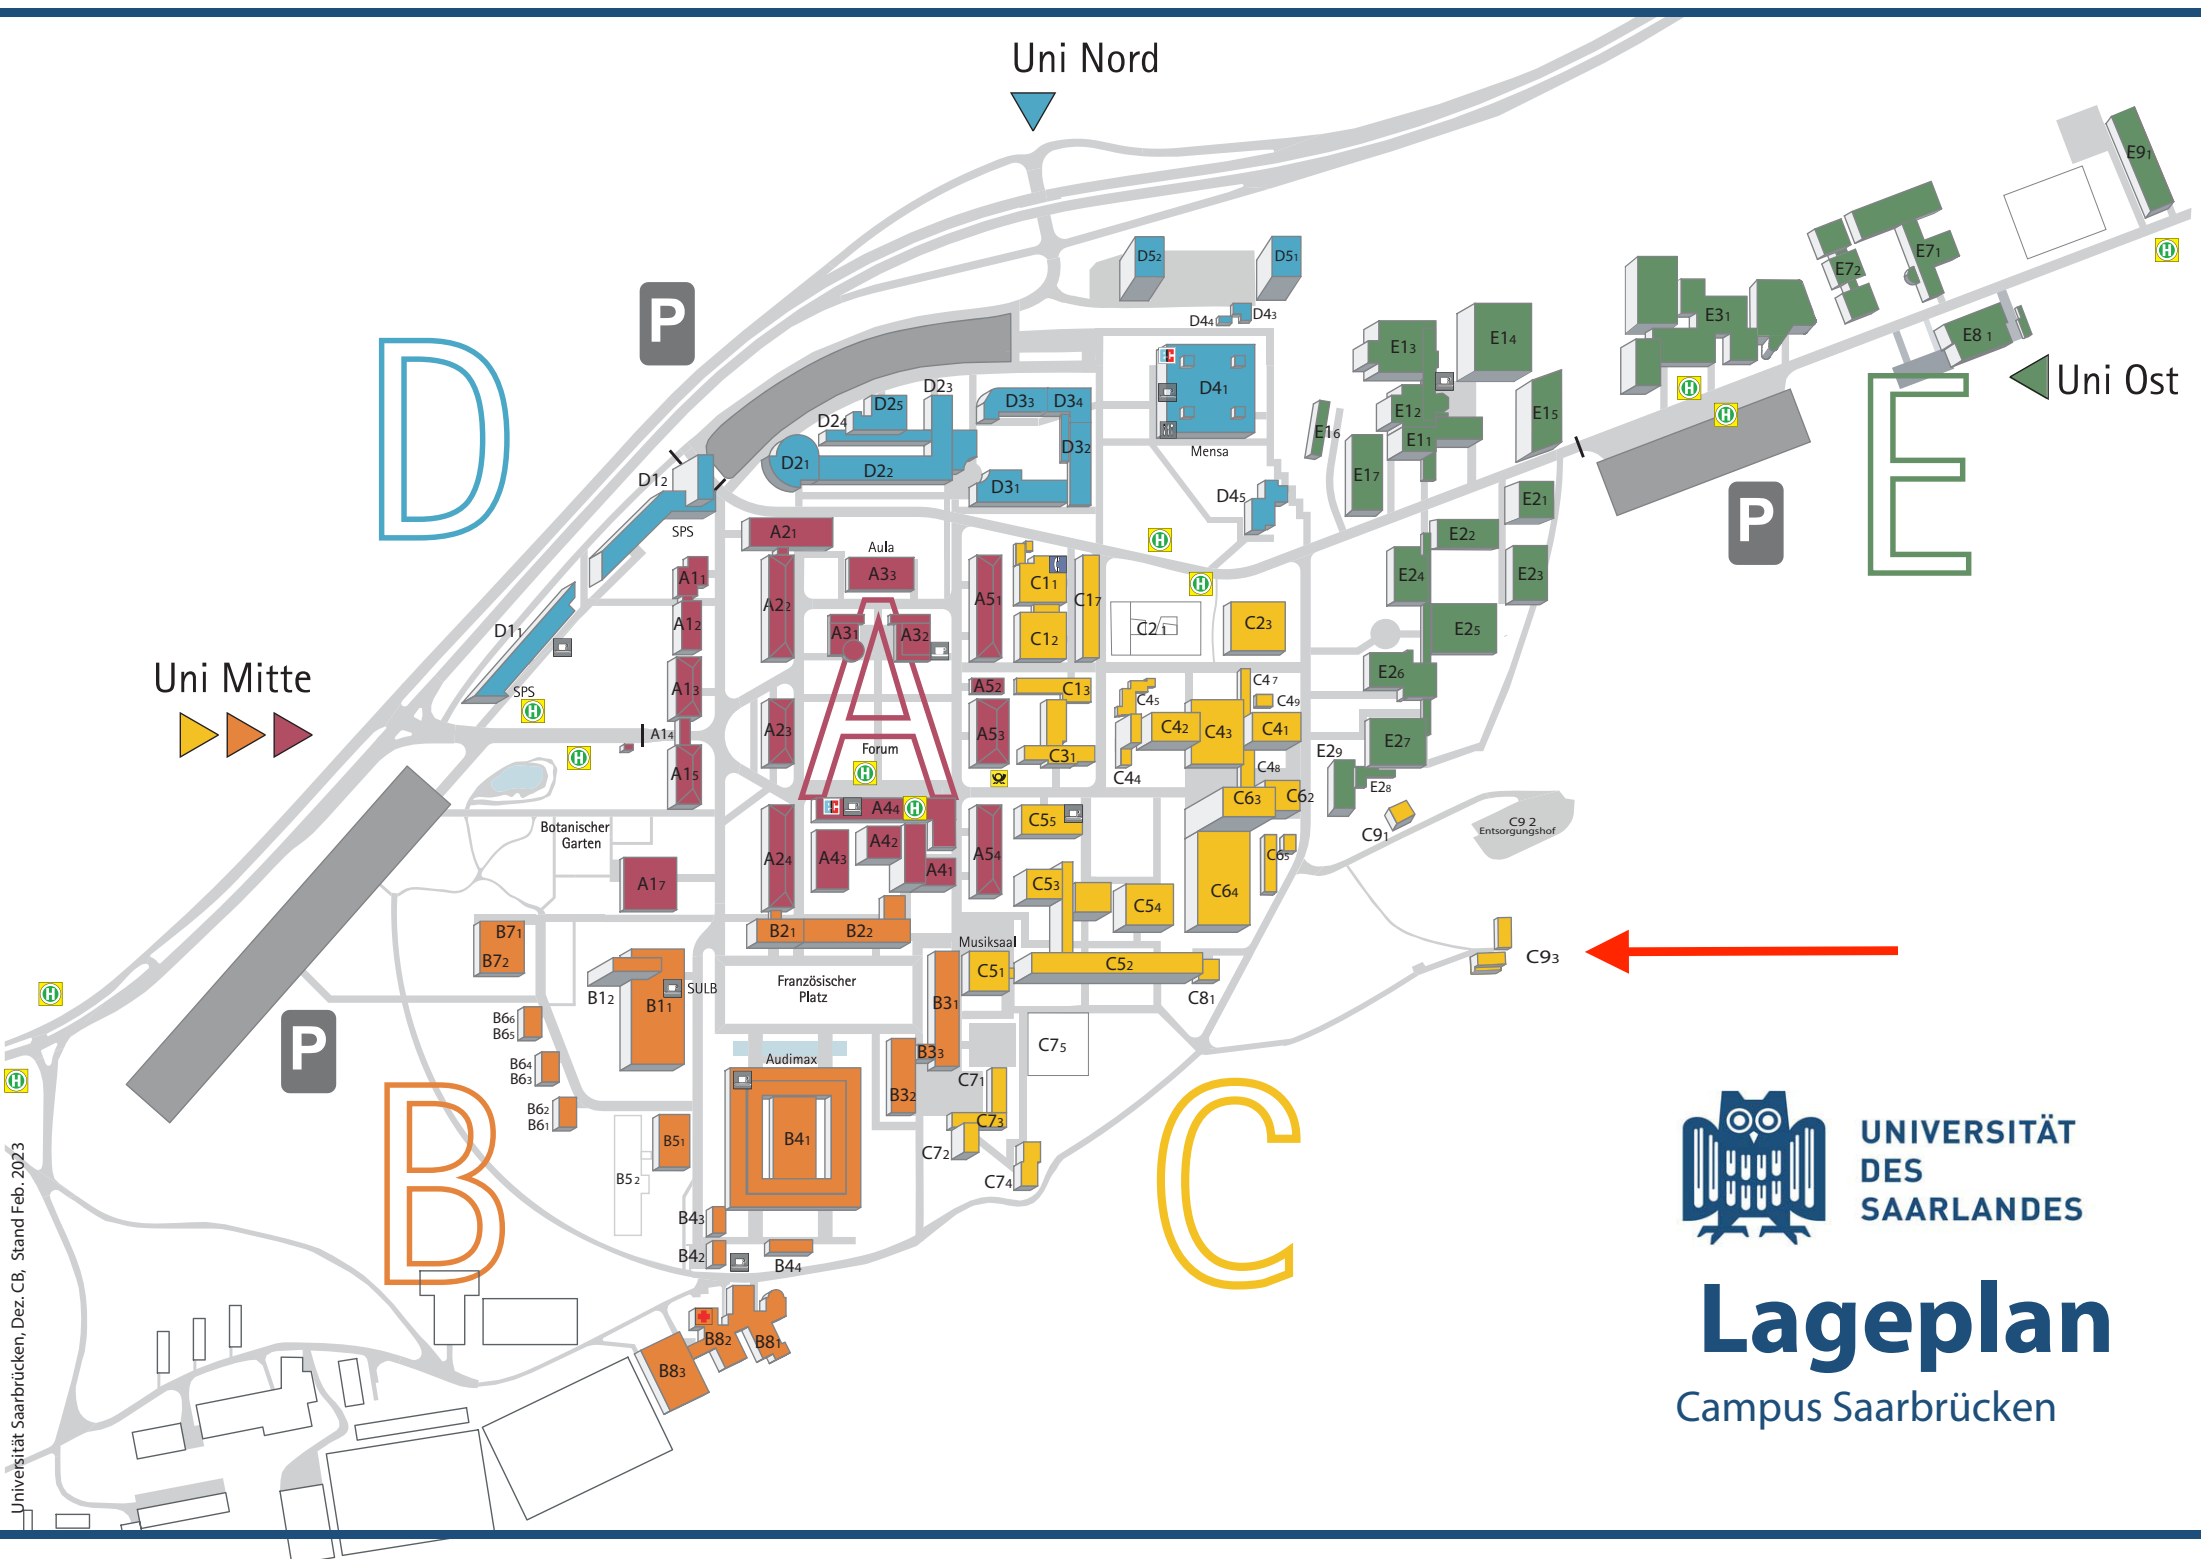 Uni Nord
E91
D52
D51
E71
E72
P
D44
D43
E31
E14
E8 1
E13
Uni Ost
D
D41
D23
D33
D34
D25
D24
E12
E15
E16
E11
Mensa
D32
D21
D22
E17
D12
D31
D45
E21
P
E
SPS
A21
E22
Aula
A33
A11
C11
E24
E23
A22
A51
C17
D11
A12
A31
A32
C12
C21
C23
E25
Uni Mitte
E26
SPS
A13
A52
C13
C47
C45
C49
A14
A23
A
A53
C42
C43
C41
E27
Forum
C31
E29
A15
C44
C48
E28
EC
A44
C63
C62
C55
C9 2
Entsorgungshof
Botanischer
Garten
A42
C91
A24
A43
A54
C65
A41
A17
C53
C64
C54
B71
B21
B22
Musiksaal
C93
B72
C51
C52
Französischer
Platz
SULB
B12
B11
B31
C81
B66
B65
C75
B33
Audimax
B64
B63
C71
B32
B62
B61
C73
B
B51
B41
C72
C
B52
C74
B43
B42
B44
B82
B81
B83
P
H
UNIVERSITÄT
DES
SAARLANDES
Lageplan
Campus Saarbrücken
Universität Saarbrücken, Dez. CB, Stand Feb. 2023